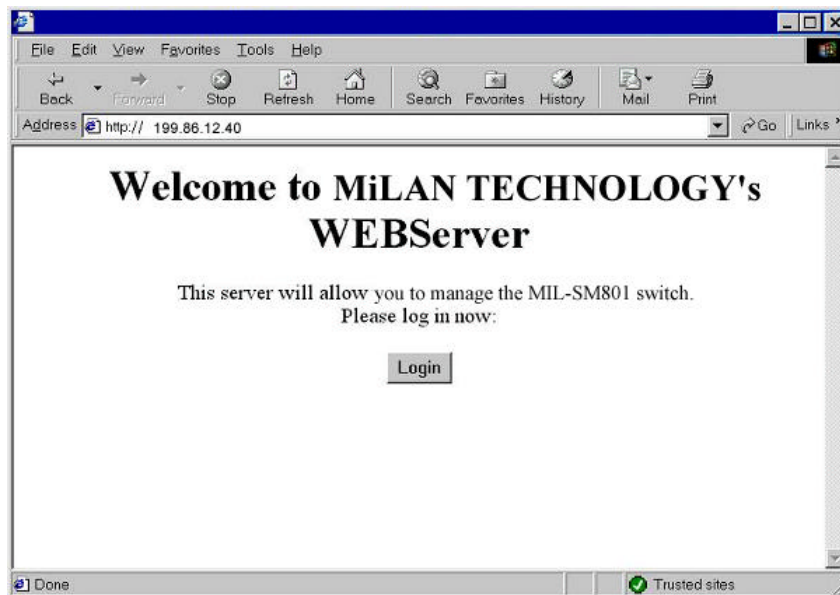 File Edit View Favorites Tools Help
Back Forward Stop Refresh Home Search Favorites History Mail Print
Address http:// 199.86.12.40 Go Links »
Welcome to MiLAN TECHNOLOGY's
WEBServer
This server will allow you to manage the MIL-SM801 switch.
Please log in now:
Login
Done Trusted sites